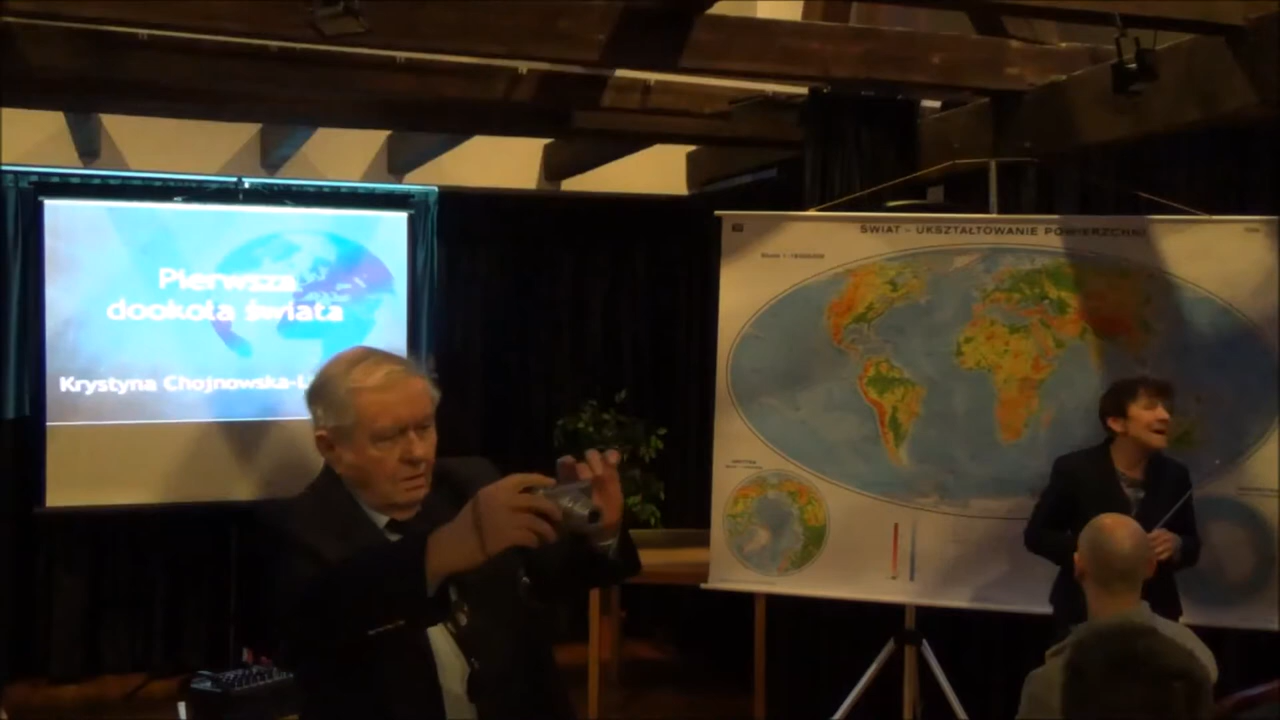 Pierwsza
dookoła świata
Krystyna Chojnowska-L
ŚWIAT - UKSZTAŁTOWANIE POWIERZCHNI